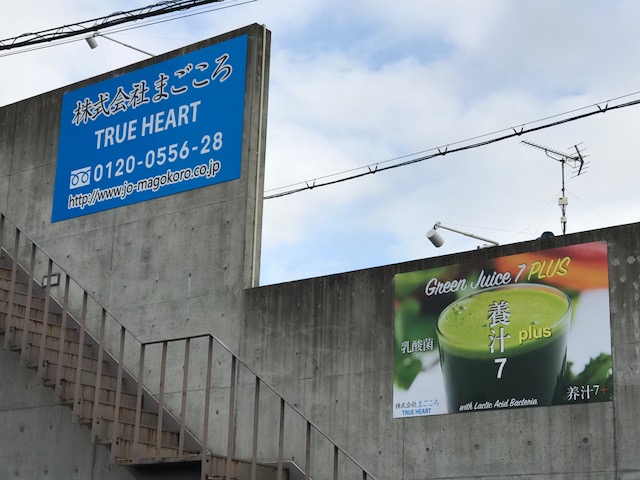 株式会社まごころ
TRUE HEART
0120-0556-28
http://www.jo-magokoro.co.jp
Green Juice 7 PLUS
養汁7
plus
乳酸菌
养汁7+
株式会社まごころ
TRUE HEART
with Lactic Acid Bacteria